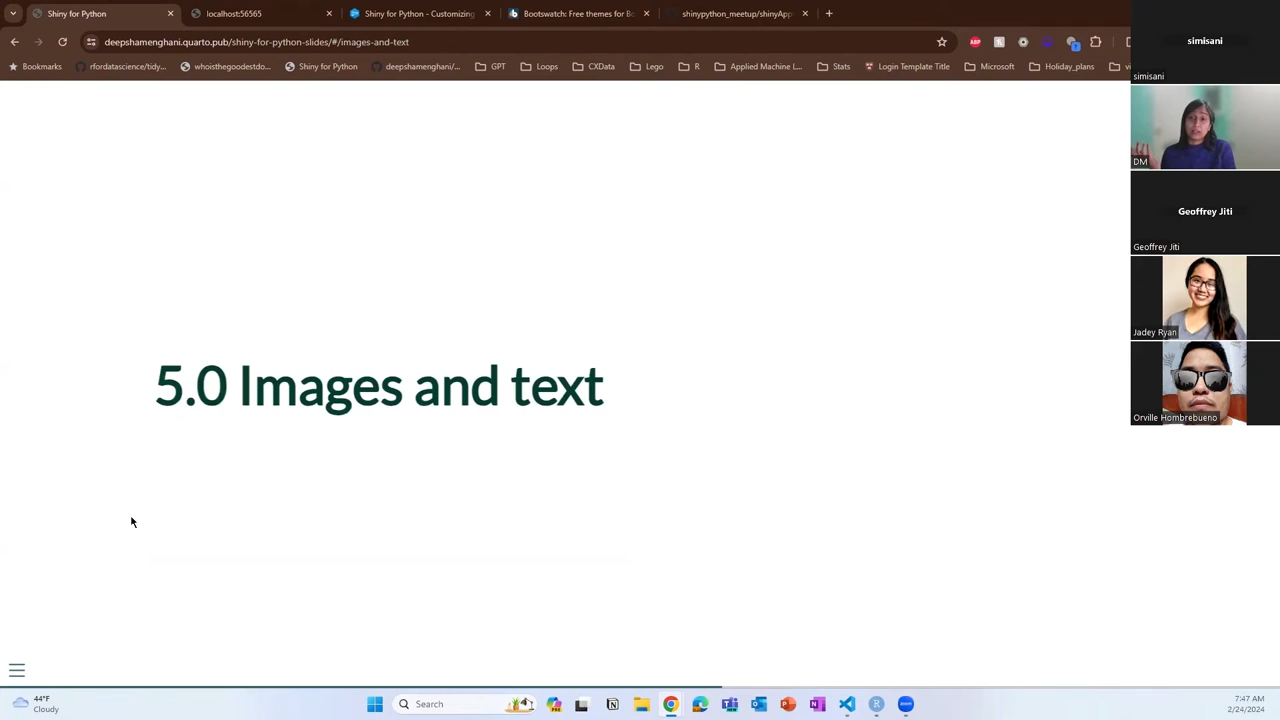 Shiny for Python
localhost:56565
Shiny for Python - Customizing
Bootswatch: Free themes for Bo
shinypython_meetup/shinyApp
deepshamenghani.quarto.pub/shiny-for-python-slides/#/images-and-text
Bookmarks
rfordatascience/tidy...
whoisthegoodestdo...
Shiny for Python
deepshamenghani/...
GPT
Loops
CXData
Lego
R
Applied Machine L...
Stats
Login Template Title
Microsoft
Holiday_plans
simisani
simisani
DM
Geoffrey Jiti
Geoffrey Jiti
Jadey Ryan
Orville Hombrebueno
5.0 Images and text
44°F
Cloudy
Search
7:47 AM
2/24/2024